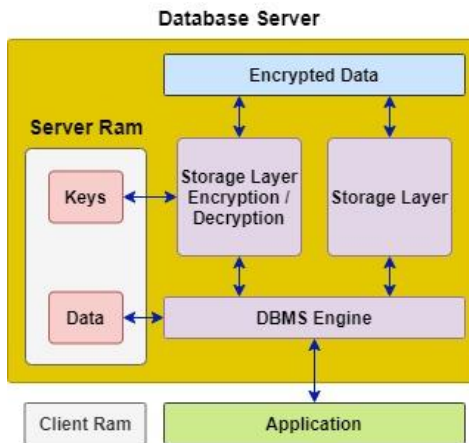 Database Server
Encrypted Data
Server Ram
Keys
Storage Layer
Encryption /
Decryption
Storage Layer
Data
DBMS Engine
Client Ram
Application